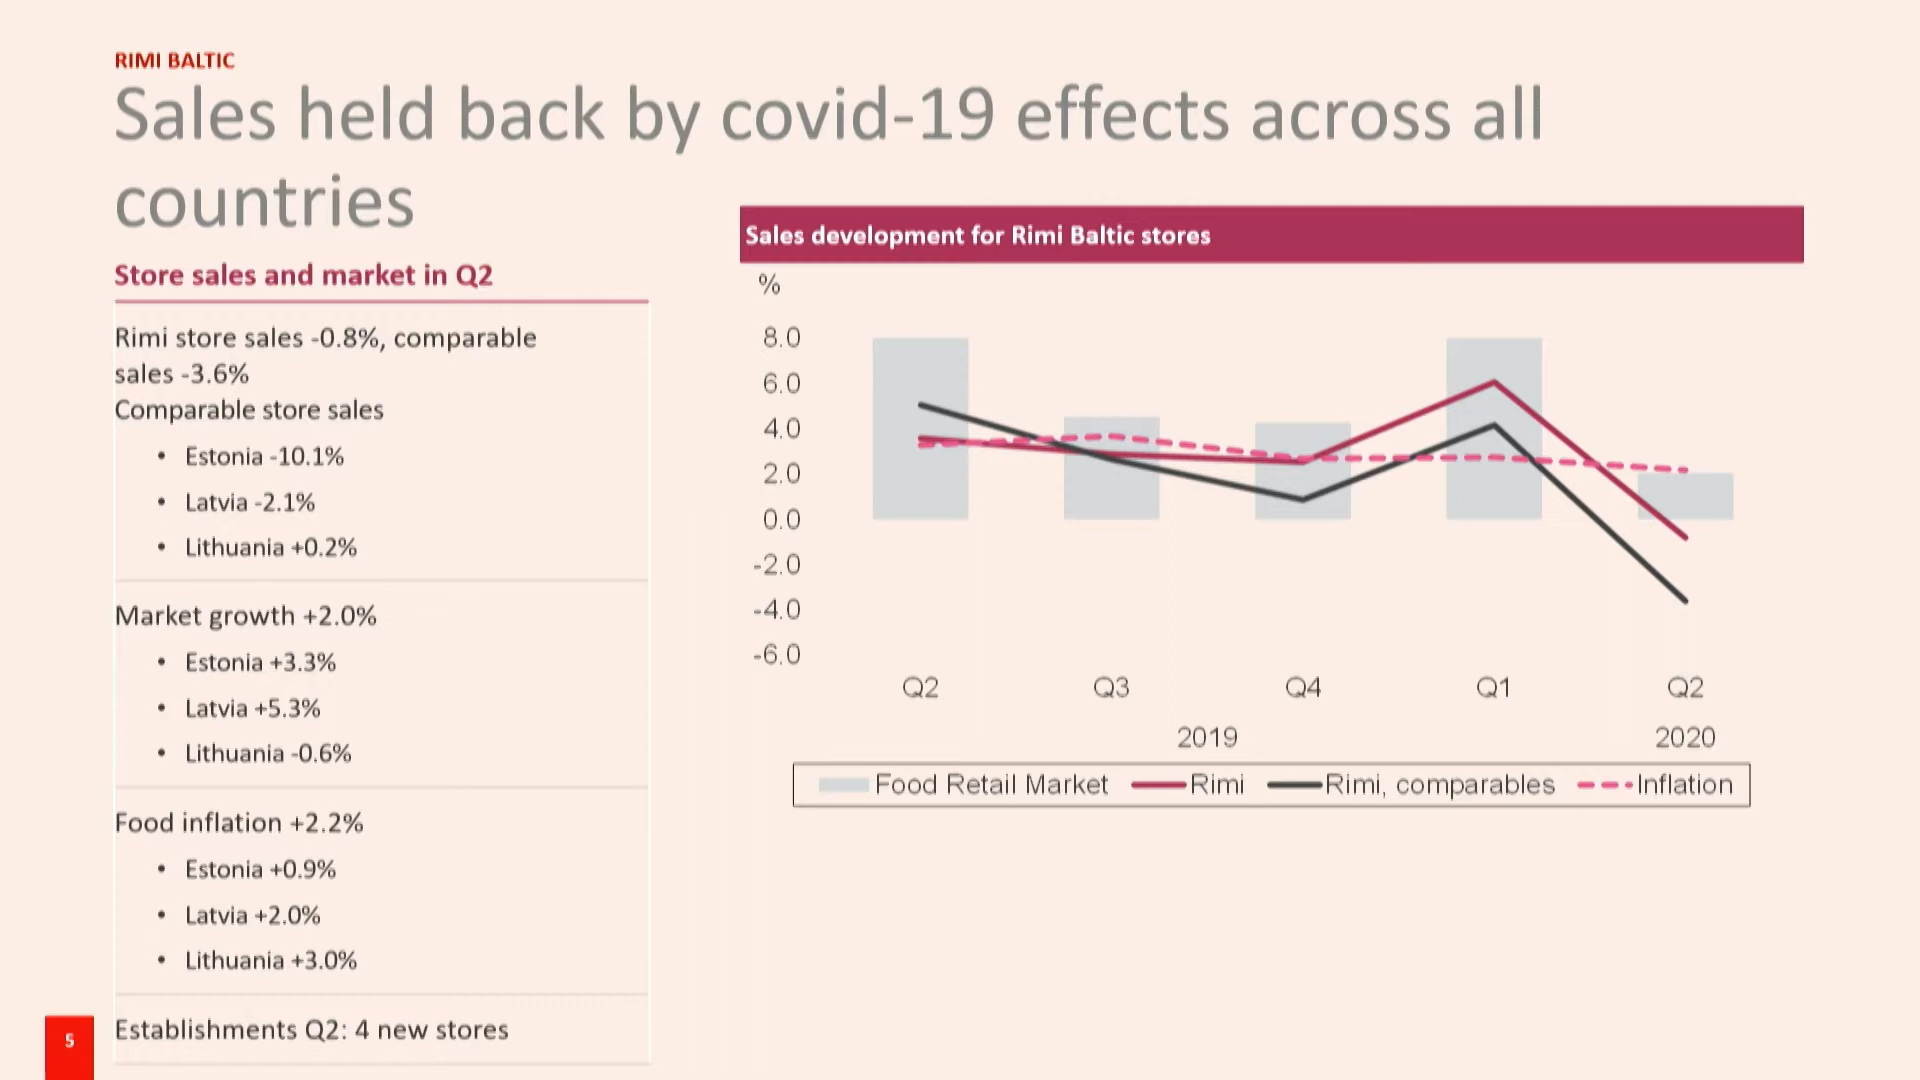 RIMI BALTIC
Sales held back by covid-19 effects across all
countries
Store sales and market in Q2
Rimi store sales -0.8%, comparable
sales -3.6%
Comparable store sales
• Estonia -10.1%
• Latvia -2.1%
• Lithuania +0.2%
Market growth +2.0%
• Estonia +3.3%
• Latvia +5.3%
• Lithuania -0.6%
Food inflation +2.2%
• Estonia +0.9%
• Latvia +2.0%
• Lithuania +3.0%
Establishments Q2: 4 new stores
5
Sales development for Rimi Baltic stores
%
8.0
6.0
4.0
2.0
0.0
-2.0
-4.0
-6.0
Q2 Q3 Q4 Q1 Q2
2019 2020
Food Retail Market Rimi Rimi, comparables Inflation